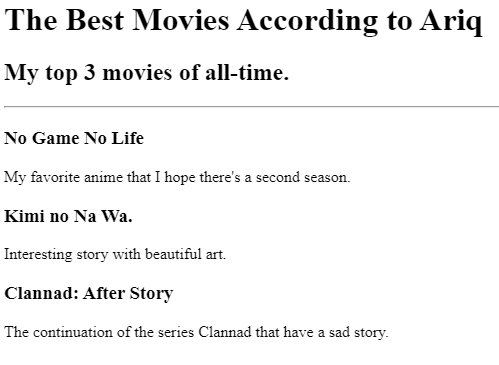 The Best Movies According to Ariq
My top 3 movies of all-time.
No Game No Life
My favorite anime that I hope there's a second season.
Kimi no Na Wa.
Interesting story with beautiful art.
Clannad: After Story
The continuation of the series Clannad that have a sad story.